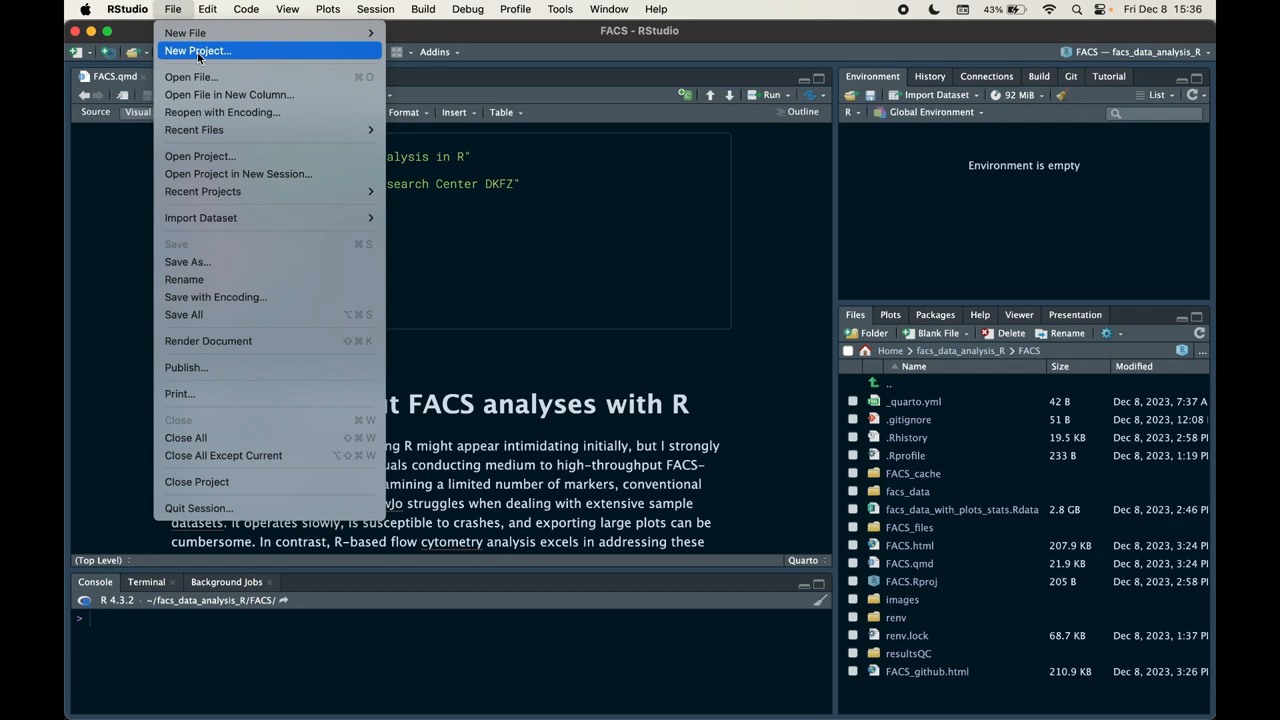 RStudio File Edit Code View Plots Session Build Debug Profile Tools Window Help 43% Fri Dec 8 15:36
FACS - RStudio
Addins
FACS — facs_data_analysis_R
New File
New Project...
Open File... ⌘ O
Open File in New Column...
Reopen with Encoding...
Recent Files
Open Project...
Open Project in New Session...
Recent Projects
Import Dataset
Save ⌘ S
Save As...
Rename
Save with Encoding...
Save All ⌥⌘ S
Render Document ⇧⌘ K
Publish...
Print...
Close ⌘ W
Close All ⇧⌘ W
Close All Except Current ⌥⇧⌘ W
Close Project
Quit Session...
FACS.qmd
Run
Source Visual Format Insert Table Outline
alysis in R"
search Center DKFZ"
t FACS analyses with R
ng R might appear intimidating initially, but I strongly
uals conducting medium to high-throughput FACS-
mining a limited number of markers, conventional
wJo struggles when dealing with extensive sample
datasets. It operates slowly, is susceptible to crashes, and exporting large plots can be
cumbersome. In contrast, R-based flow cytometry analysis excels in addressing these
(Top Level) Quarto
Console Terminal Background Jobs
R 4.3.2 · ~/facs_data_analysis_R/FACS/
>
Environment History Connections Build Git Tutorial
Import Dataset 92 MiB List
R Global Environment
Environment is empty
Files Plots Packages Help Viewer Presentation
Folder Blank File Delete Rename
Home > facs_data_analysis_R > FACS ...
Name Size Modified
..
_quarto.yml 42 B Dec 8, 2023, 7:37 A
.gitignore 51 B Dec 8, 2023, 12:08
.Rhistory 19.5 KB Dec 8, 2023, 2:58 P
.Rprofile 233 B Dec 8, 2023, 1:19 P
FACS_cache
facs_data
facs_data_with_plots_stats.Rdata 2.8 GB Dec 8, 2023, 2:46 P
FACS_files
FACS.html 207.9 KB Dec 8, 2023, 3:24 P
FACS.qmd 21.9 KB Dec 8, 2023, 3:24 P
FACS.Rproj 205 B Dec 8, 2023, 2:58 P
images
renv
renv.lock 68.7 KB Dec 8, 2023, 1:37 P
resultsQC
FACS_github.html 210.9 KB Dec 8, 2023, 3:26 P